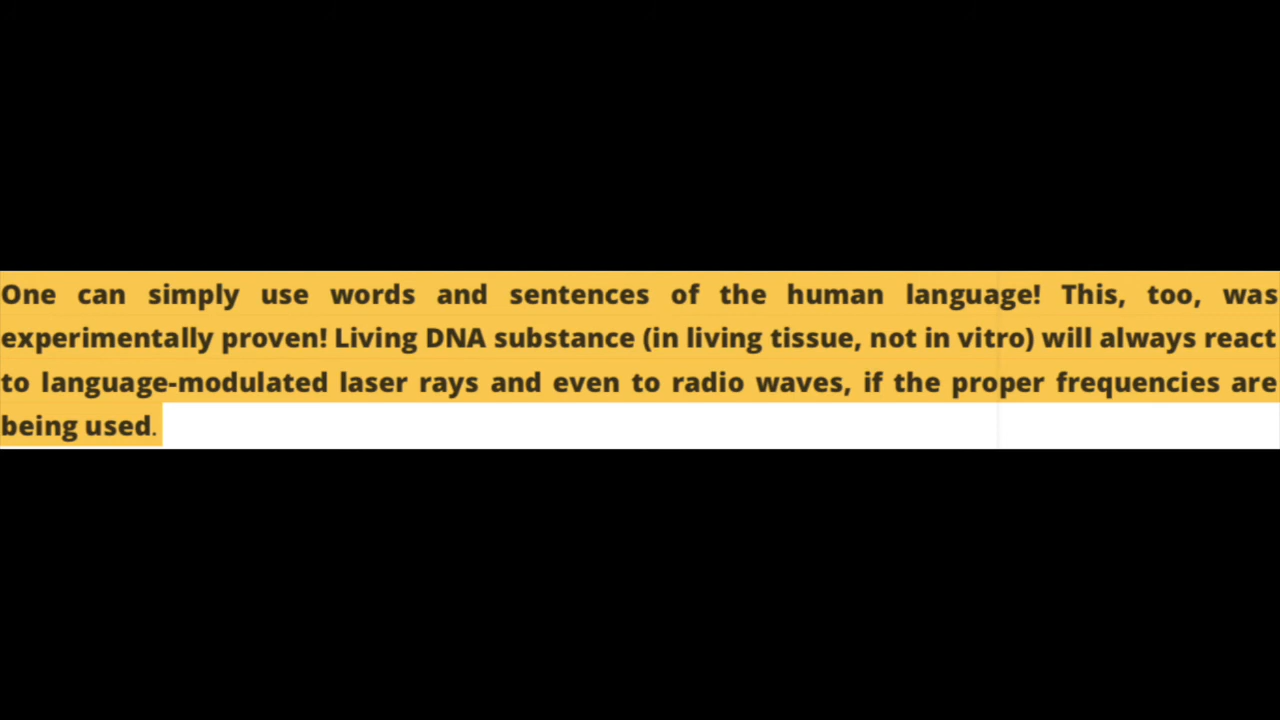 One can simply use words and sentences of the human language! This, too, was
experimentally proven! Living DNA substance (in living tissue, not in vitro) will always react
to language-modulated laser rays and even to radio waves, if the proper frequencies are
being used.